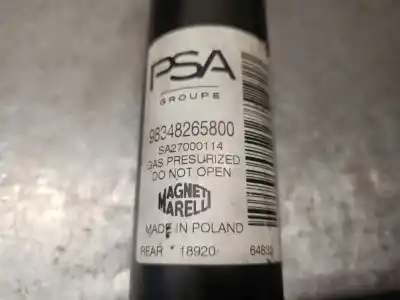 PSA
GROUPE
98348265800
SA27000114
GAS PRESURIZED
DO NOT OPEN
MAGNETI
MARELLI
MADE IN POLAND
REAR * 18920